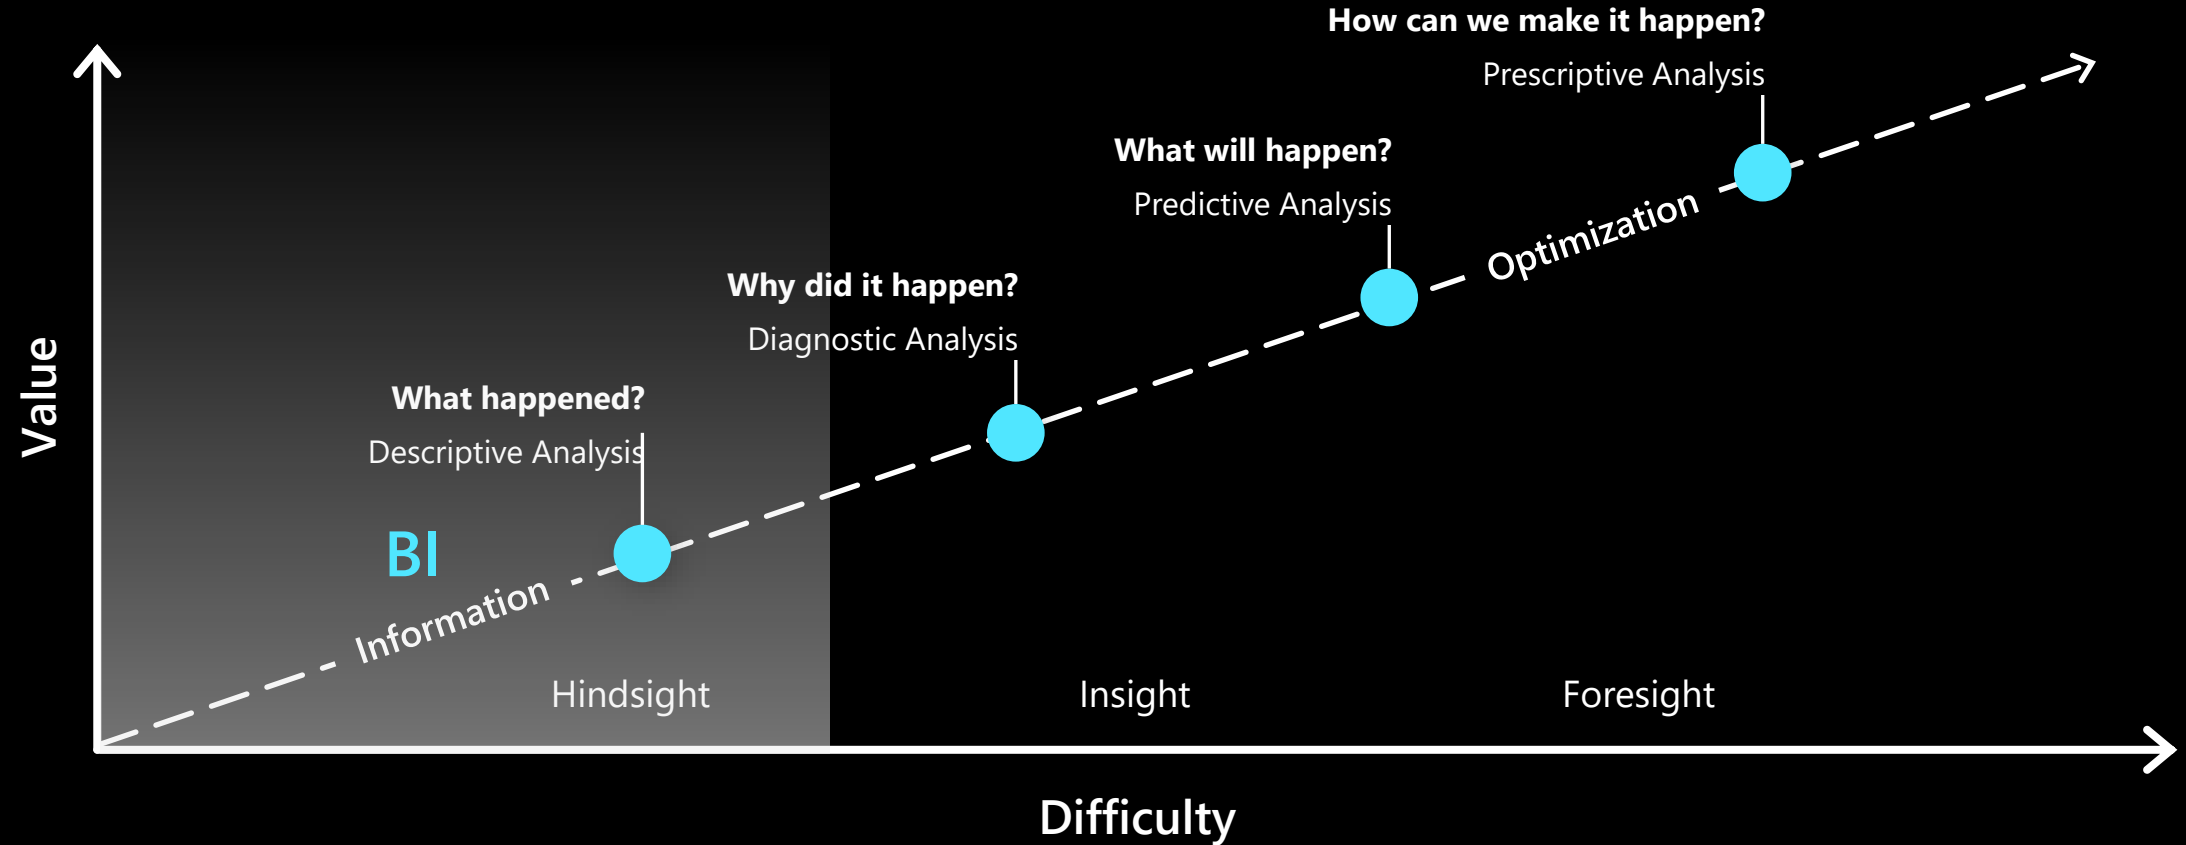 How can we make it happen?
Prescriptive Analysis
What will happen?
Predictive Analysis
Optimization
Why did it happen?
Diagnostic Analysis
What happened?
Descriptive Analysis
Value
BI
Information
Hindsight
Insight
Foresight
Difficulty